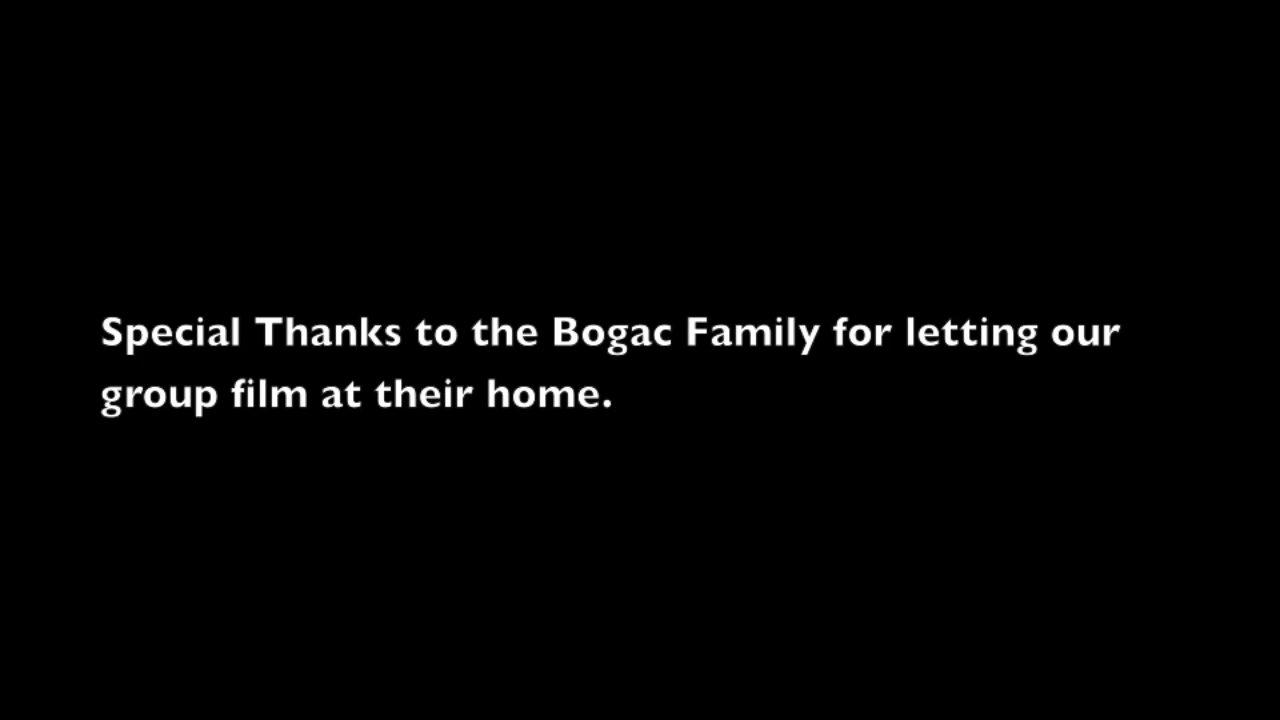 Special Thanks to the Bogac Family for letting our
group film at their home.